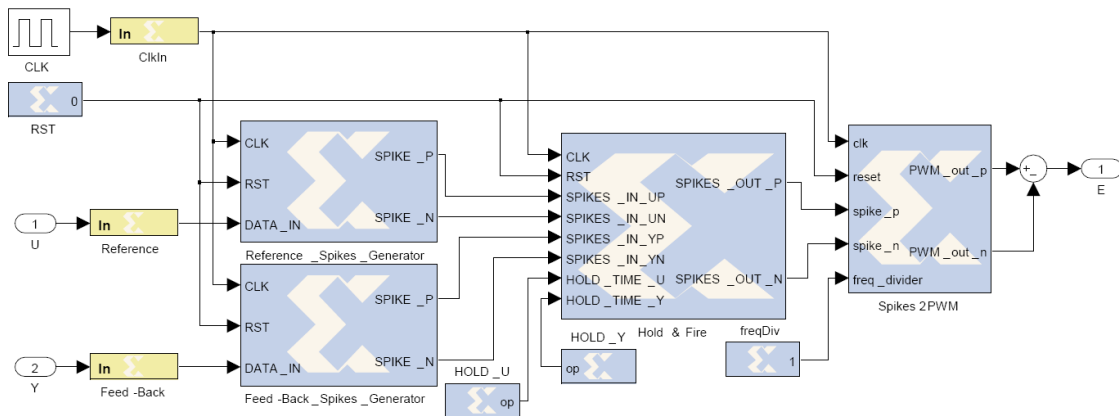 CLK
In
ClkIn
0
RST
1
U
In
Reference
2
Y
In
Feed -Back
CLK
RST
DATA _IN
SPIKE _P
SPIKE _N
Reference _Spikes _Generator
CLK
RST
DATA _IN
SPIKE _P
SPIKE _N
Feed -Back _Spikes _Generator
HOLD _U
op
HOLD _Y
op
CLK
RST
SPIKES _IN_UP
SPIKES _IN_UN
SPIKES _IN_YP
SPIKES _IN_YN
HOLD _TIME _U
HOLD _TIME _Y
SPIKES _OUT _P
SPIKES _OUT _N
Hold & Fire
freqDiv
1
clk
reset
spike _p
spike _n
freq _divider
PWM _out _p
PWM _out _n
Spikes 2PWM
+
-
1
E